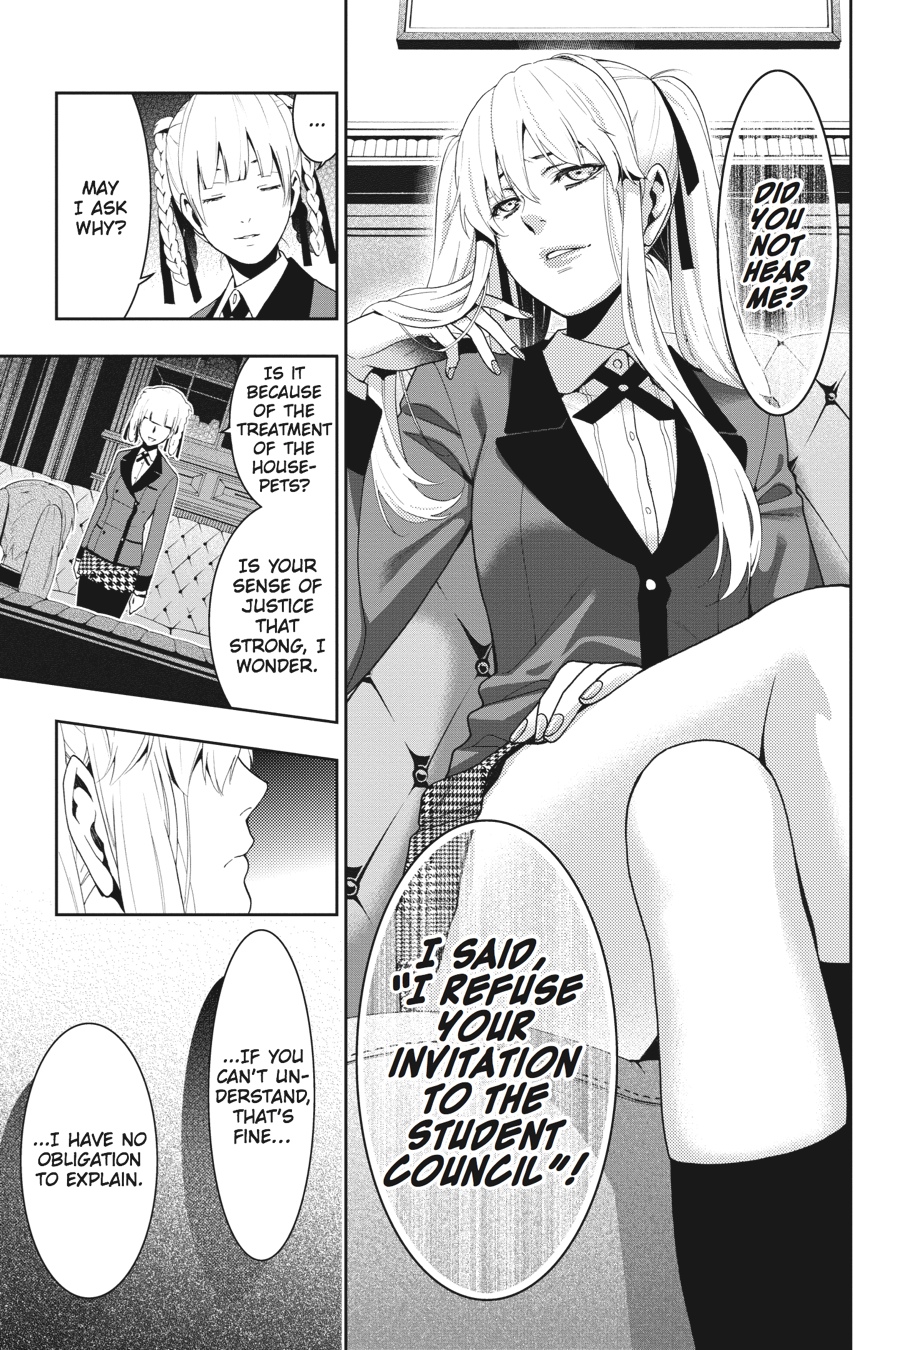 DID
YOU
NOT
HEAR
ME?
I SAID,
"I REFUSE
YOUR
INVITATION
TO THE
STUDENT
COUNCIL"!
...
MAY
I ASK
WHY?
IS IT
BECAUSE
OF THE
TREATMENT
OF THE
HOUSE-
PETS?
IS YOUR
SENSE OF
JUSTICE
THAT
STRONG, I
WONDER.
...IF YOU
CAN'T UN-
DERSTAND,
THAT'S
FINE...
...I HAVE NO
OBLIGATION
TO EXPLAIN.